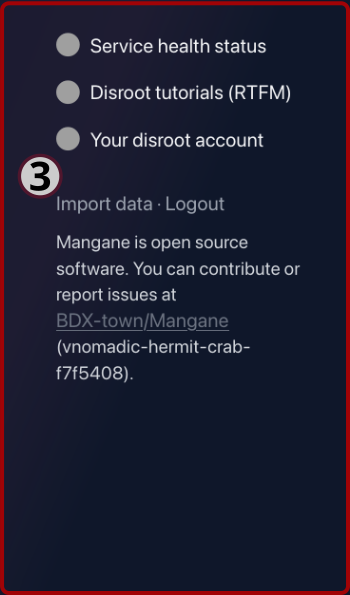 Service health status
Disroot tutorials (RTFM)
Your disroot account
3
Import data · Logout
Mangane is open source
software. You can contribute or
report issues at
BDX-town/Mangane
(vnomadic-hermit-crab-
f7f5408).